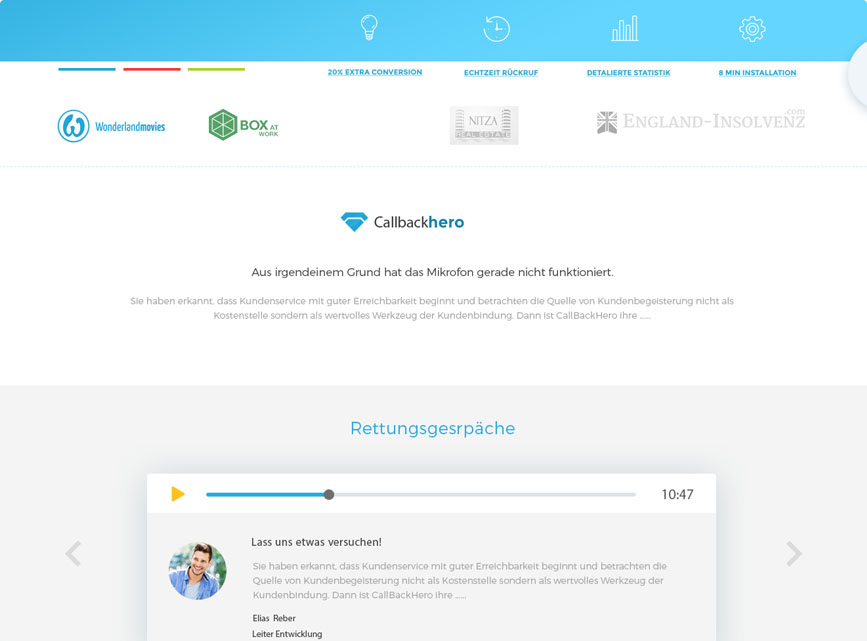 20% EXTRA CONVERSION
ECHTZEIT RÜCKRUF
DETALIERTE STATISTIK
8 MIN INSTALLATION
Wonderlandmovies
BOX AT WORK
NITZA
REAL ESTATE
ENGLAND-INSOLVENZ
.com
Callbackhero
Aus irgendeinem Grund hat das Mikrofon gerade nicht funktioniert.
Sie haben erkannt, dass Kundenservice mit guter Erreichbarkeit beginnt und betrachten die Quelle von Kundenbegeisterung nicht als
Kostenstelle sondern als wertvolles Werkzeug der Kundenbindung. Dann ist CallBackHero ihre ......
Rettungsgesrpäche
10:47
Lass uns etwas versuchen!
Sie haben erkannt, dass Kundenservice mit guter Erreichbarkeit beginnt und betrachten die
Quelle von Kundenbegeisterung nicht als Kostenstelle sondern als wertvolles Werkzeug der
Kundenbindung. Dann ist CallBackHero ihre ......
Elias Reber
Leiter Entwicklung